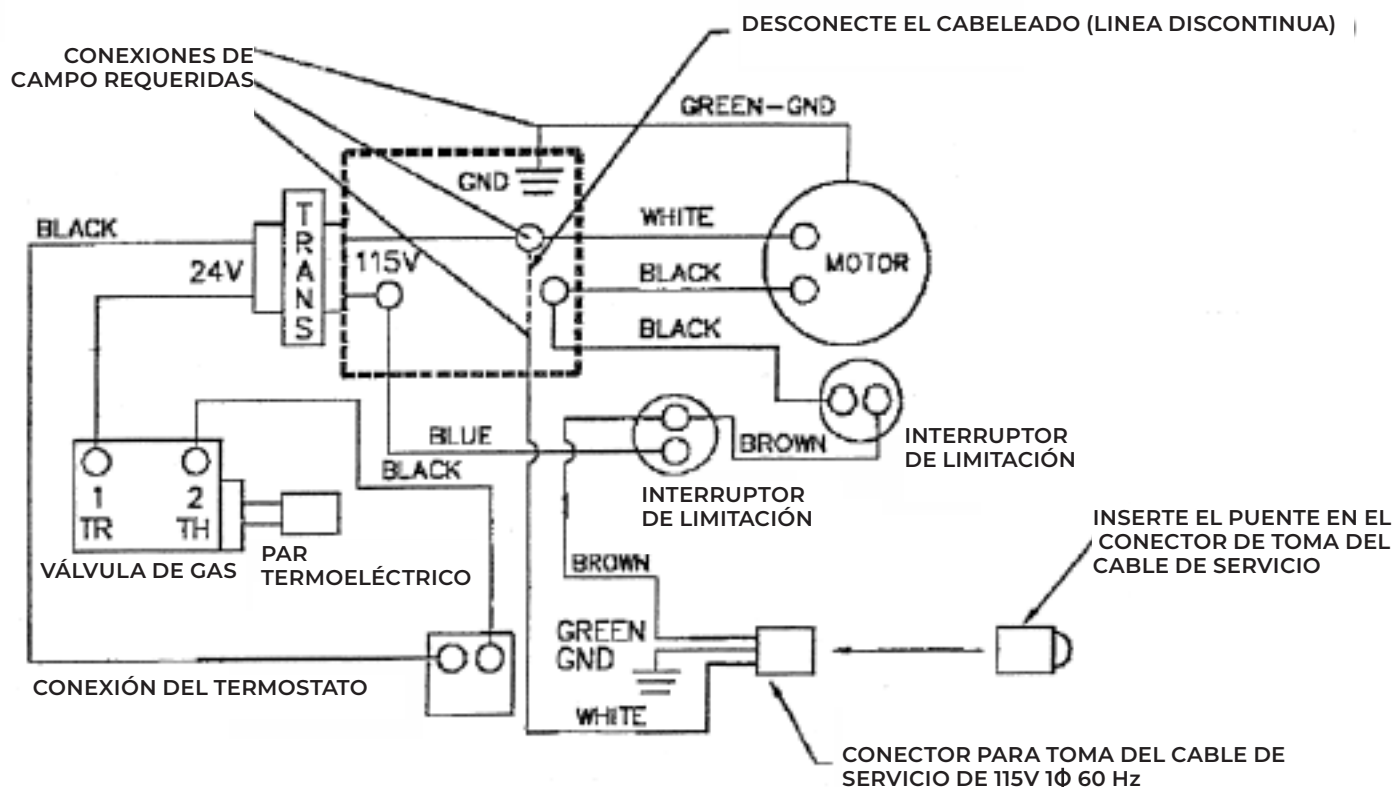 DESCONECTE EL CABELEADO (LINEA DISCONTINUA)
CONEXIONES DE
CAMPO REQUERIDAS
GREEN-GND
GND
TRANS
BLACK
WHITE
24V
115V
MOTOR
BLACK
BLACK
BLUE
BROWN
INTERRUPTOR
DE LIMITACIÓN
BLACK
1
2
TR
TH
INTERRUPTOR
DE LIMITACIÓN
INSERTE EL PUENTE EN EL
CONECTOR DE TOMA DEL
CABLE DE SERVICIO
VÁLVULA DE GAS
PAR
TERMOELÉCTRICO
BROWN
GREEN
GND
CONEXIÓN DEL TERMOSTATO
WHITE
CONECTOR PARA TOMA DEL CABLE DE
SERVICIO DE 115V 1Φ 60 Hz